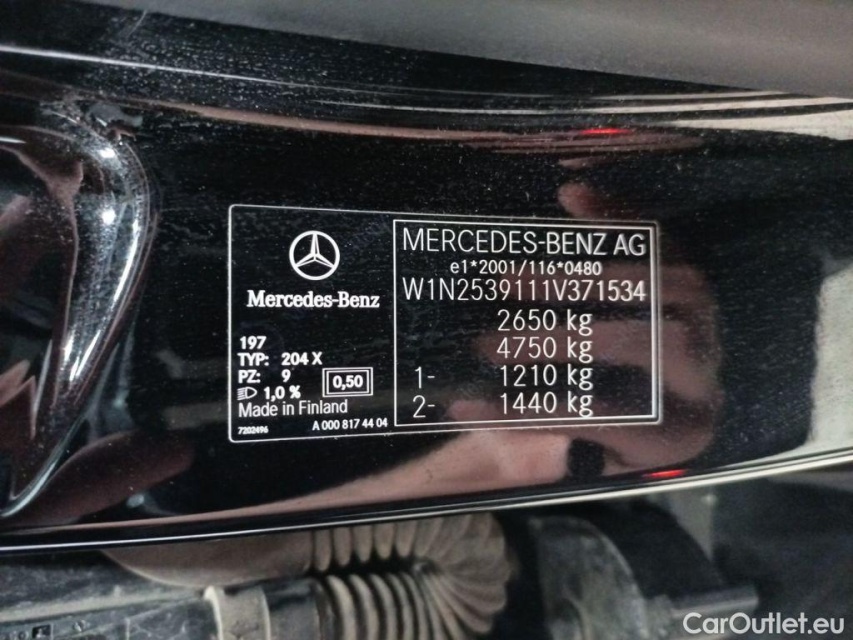 Mercedes-Benz
197
TYP: 204 X
PZ: 9
1,0 %
0,50
Made in Finland
7202496
A 000 817 44 04
MERCEDES-BENZ AG
e1*2001/116*0480
W1N2539111V371534
2650 kg
4750 kg
1- 1210 kg
2- 1440 kg
CarOutlet.eu